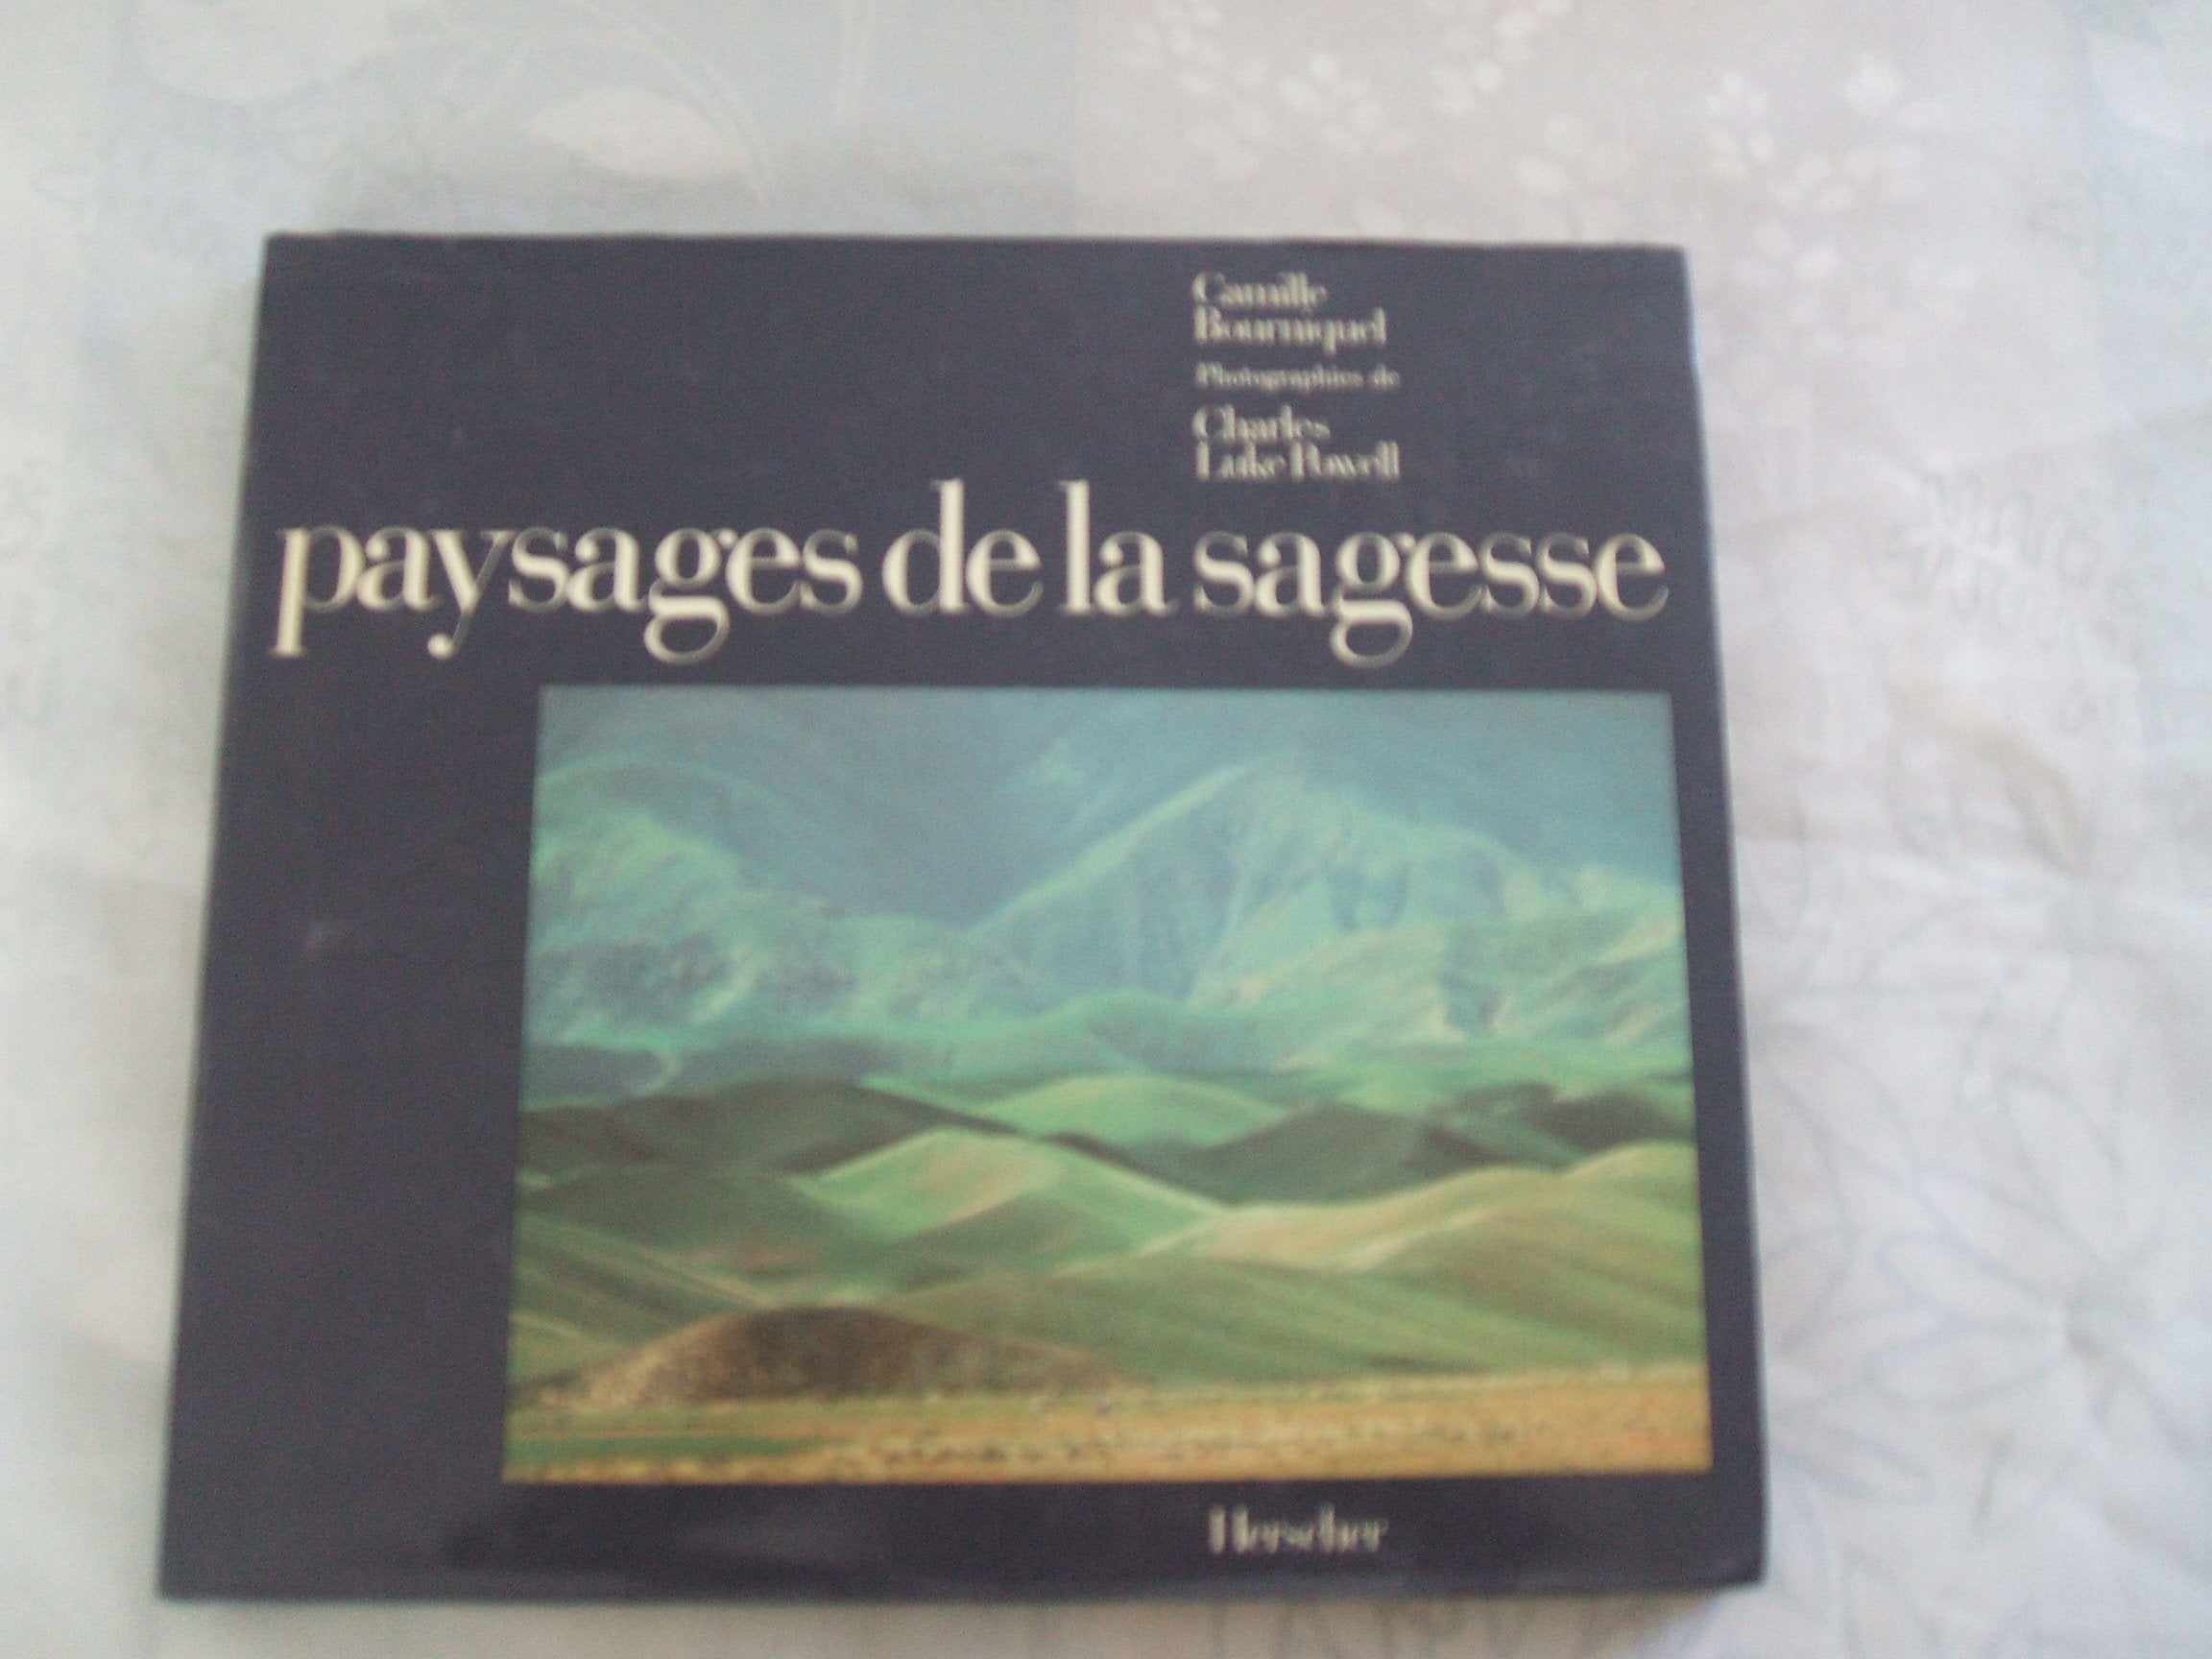 Camille
Bourniquel
Photographies de
Charles
Luke Powell
paysages de la sagesse
Herscher